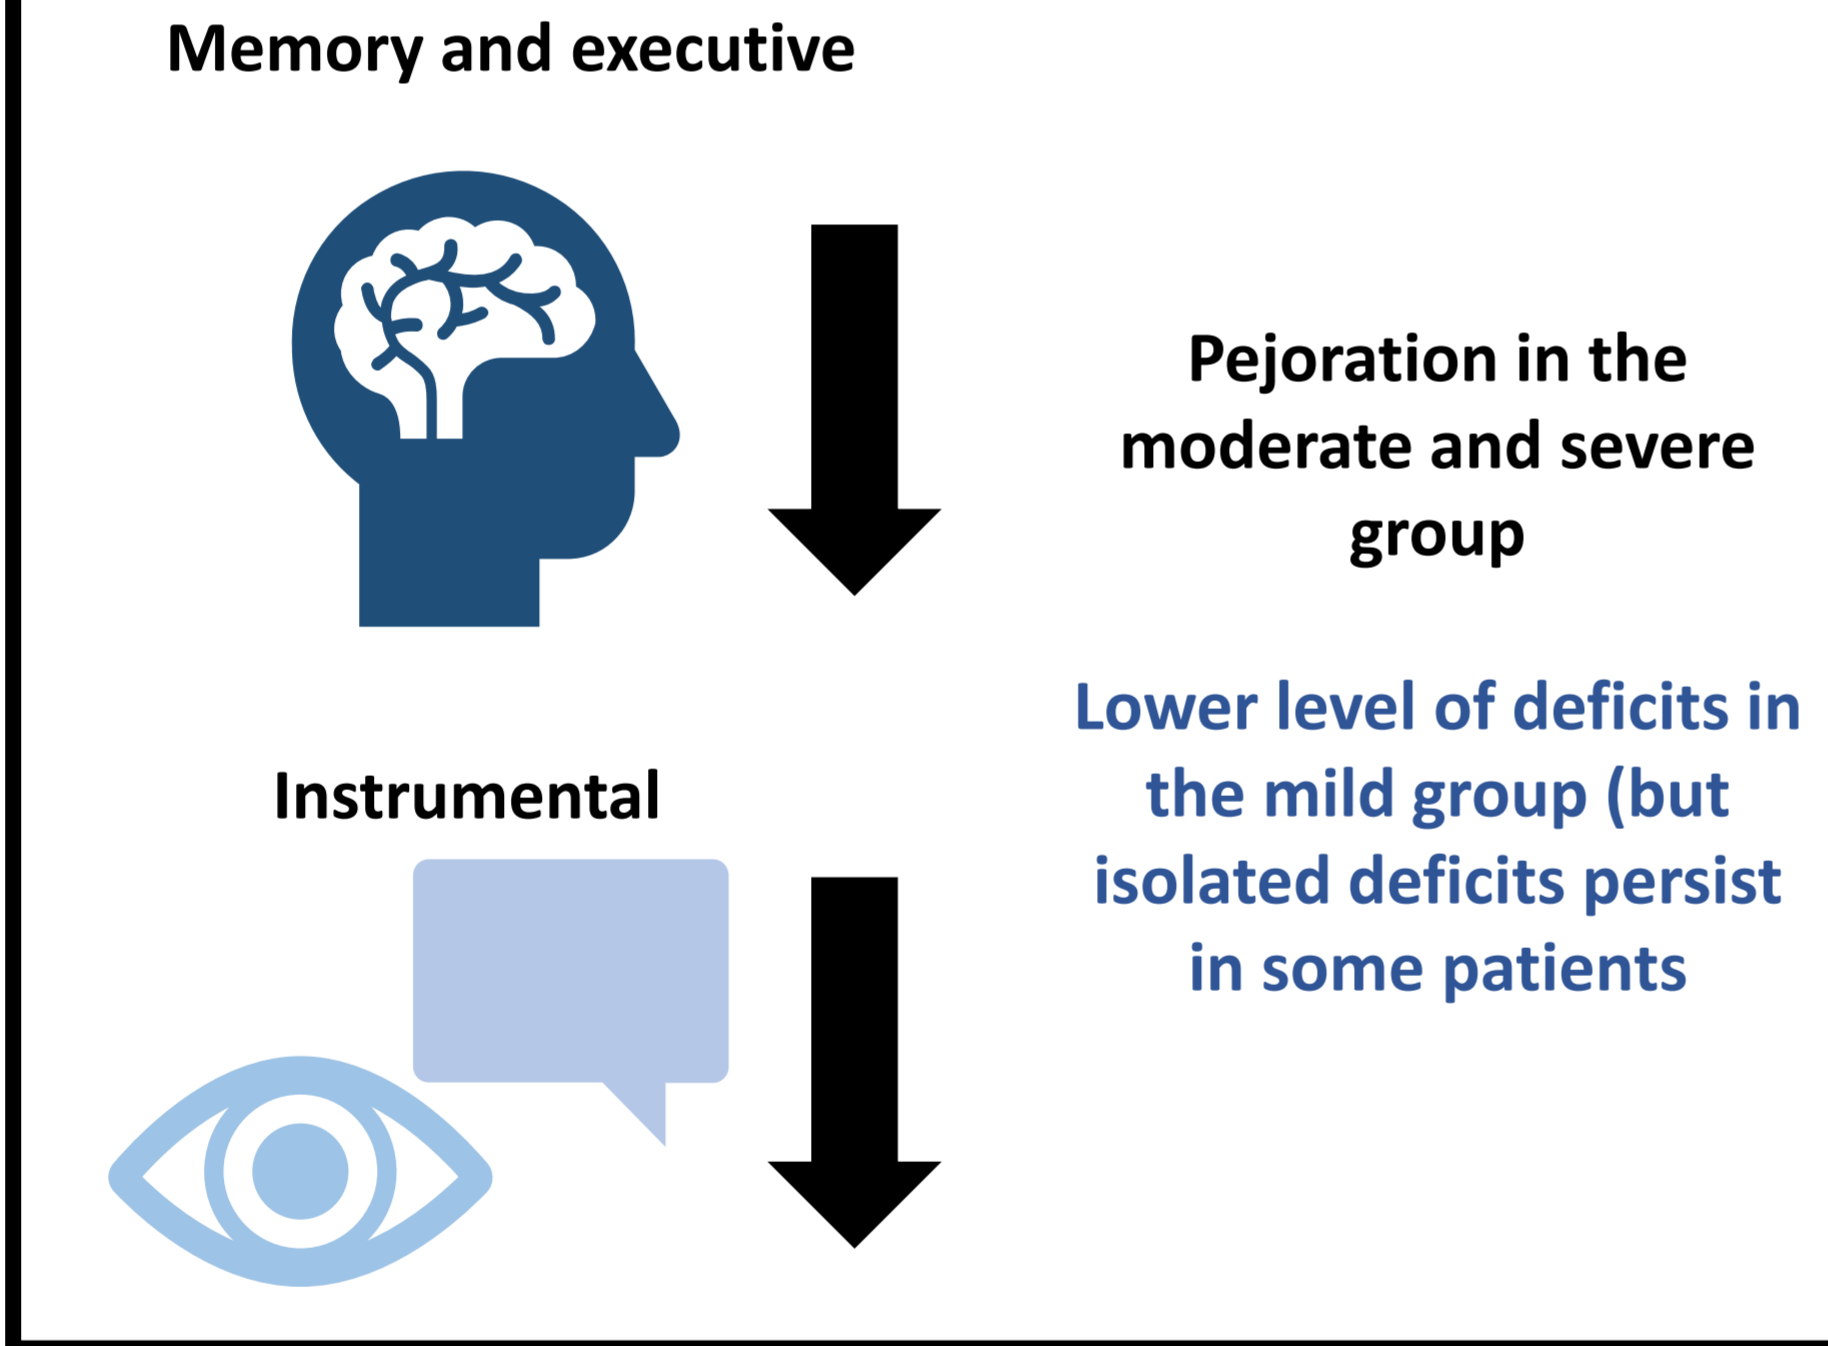 Memory and executive
Pejoration in the
moderate and severe
group
Lower level of deficits in
the mild group (but
isolated deficits persist
in some patients
Instrumental